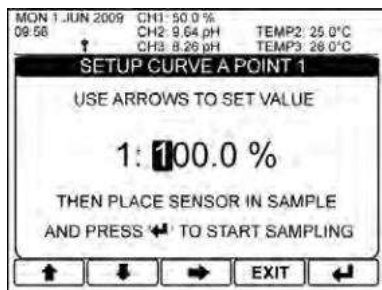 MON 1 JUN 2009 CH1: 50.0 %
09:58 CH2: 9.64 pH TEMP2: 25.0°C
CH3: 8.26 pH TEMP3: 28.0°C
SETUP CURVE A POINT 1
USE ARROWS TO SET VALUE
1: 100.0 %
THEN PLACE SENSOR IN SAMPLE
AND PRESS '↵' TO START SAMPLING
EXIT